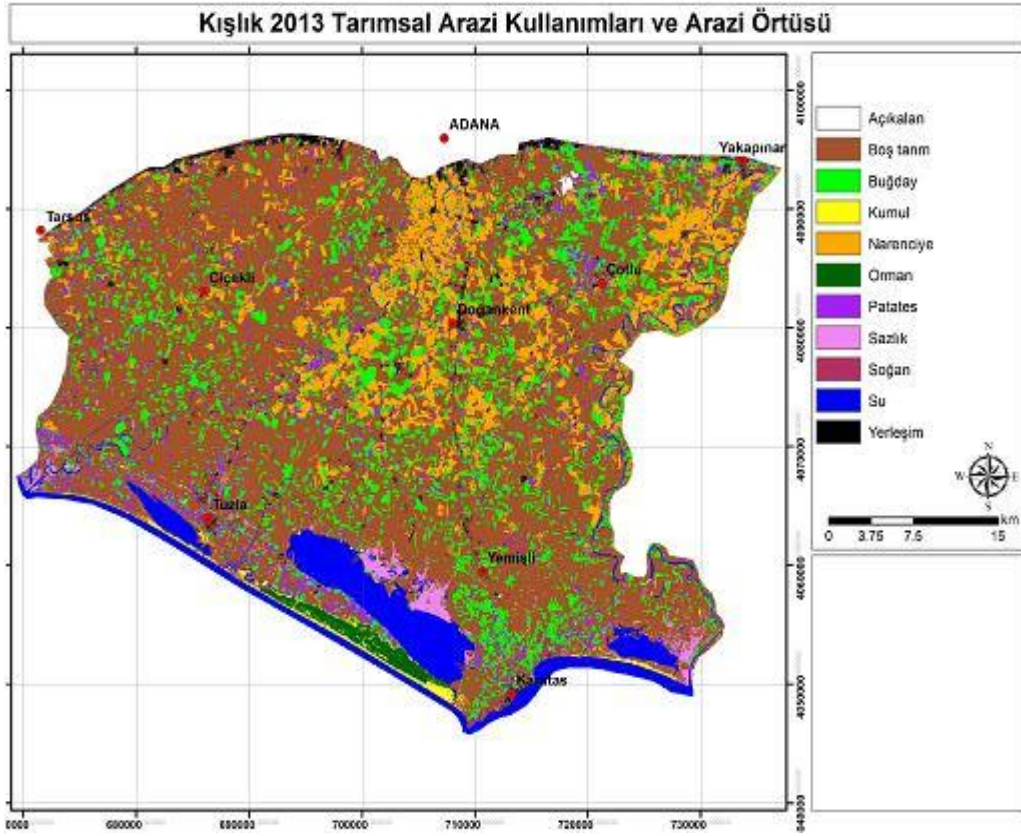 Kışlık 2013 Tarımsal Arazi Kullanımları ve Arazi Örtüsü
ADANA
Yakapınar
Tarsus
Çiçekli
Çotlu
Doğankent
Tuzla
Yemişli
Karataş
Açıkalan
Boş tarım
Buğday
Kumul
Narenciye
Orman
Patates
Sazlık
Soğan
Su
Yerleşim
N
W E
S
km
0 3.75 7.5 15
4100000
4090000
4080000
4070000
4060000
4050000
680000 690000 700000 710000 720000 730000